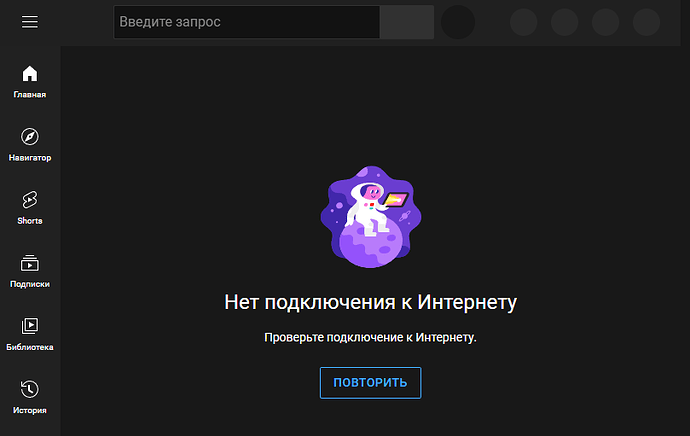 Введите запрос
Главная
Навигатор
Shorts
Подписки
Библиотека
История
Нет подключения к Интернету
Проверьте подключение к Интернету.
ПОВТОРИТЬ